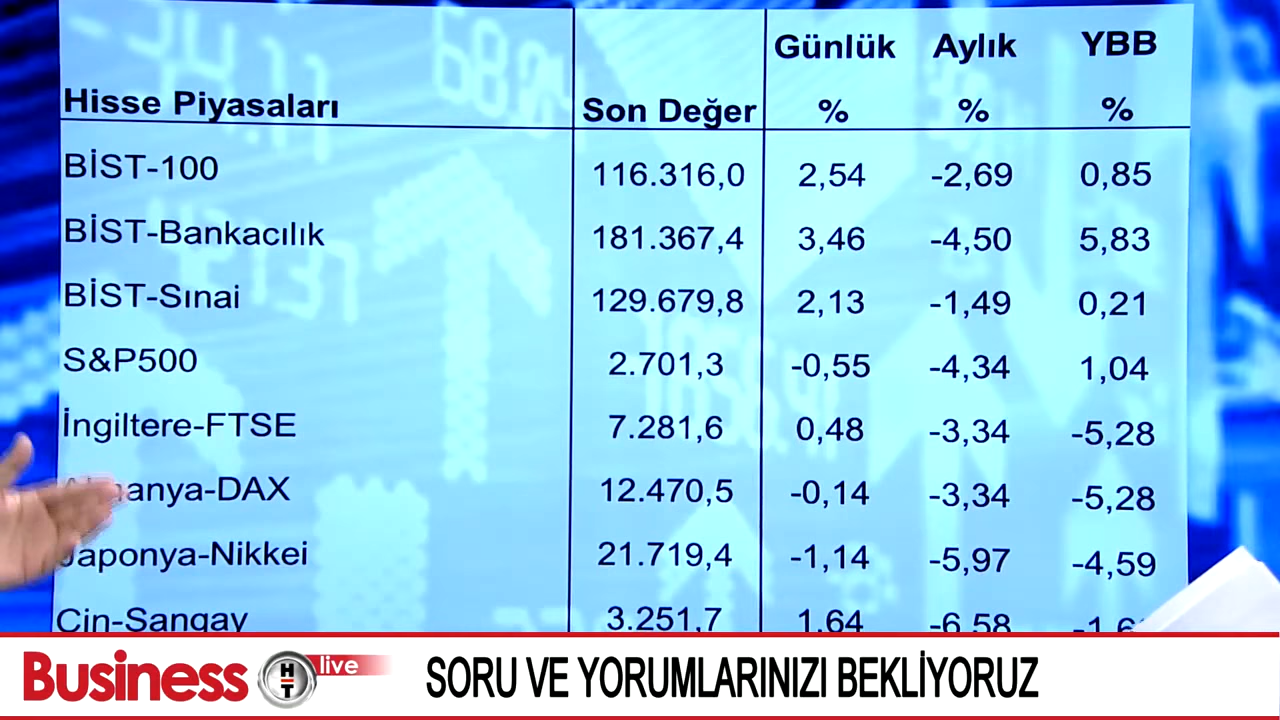 Günlük Aylık YBB
Hisse Piyasaları Son Değer % % %
BİST-100 116.316,0 2,54 -2,69 0,85
BİST-Bankacılık 181.367,4 3,46 -4,50 5,83
BİST-Sınai 129.679,8 2,13 -1,49 0,21
S&P500 2.701,3 -0,55 -4,34 1,04
İngiltere-FTSE 7.281,6 0,48 -3,34 -5,28
Almanya-DAX 12.470,5 -0,14 -3,34 -5,28
Japonya-Nikkei 21.719,4 -1,14 -5,97 -4,59
Çin-Şangay 3.251,7 1,64 -6,58
Business HT live SORU VE YORUMLARINIZI BEKLİYORUZ